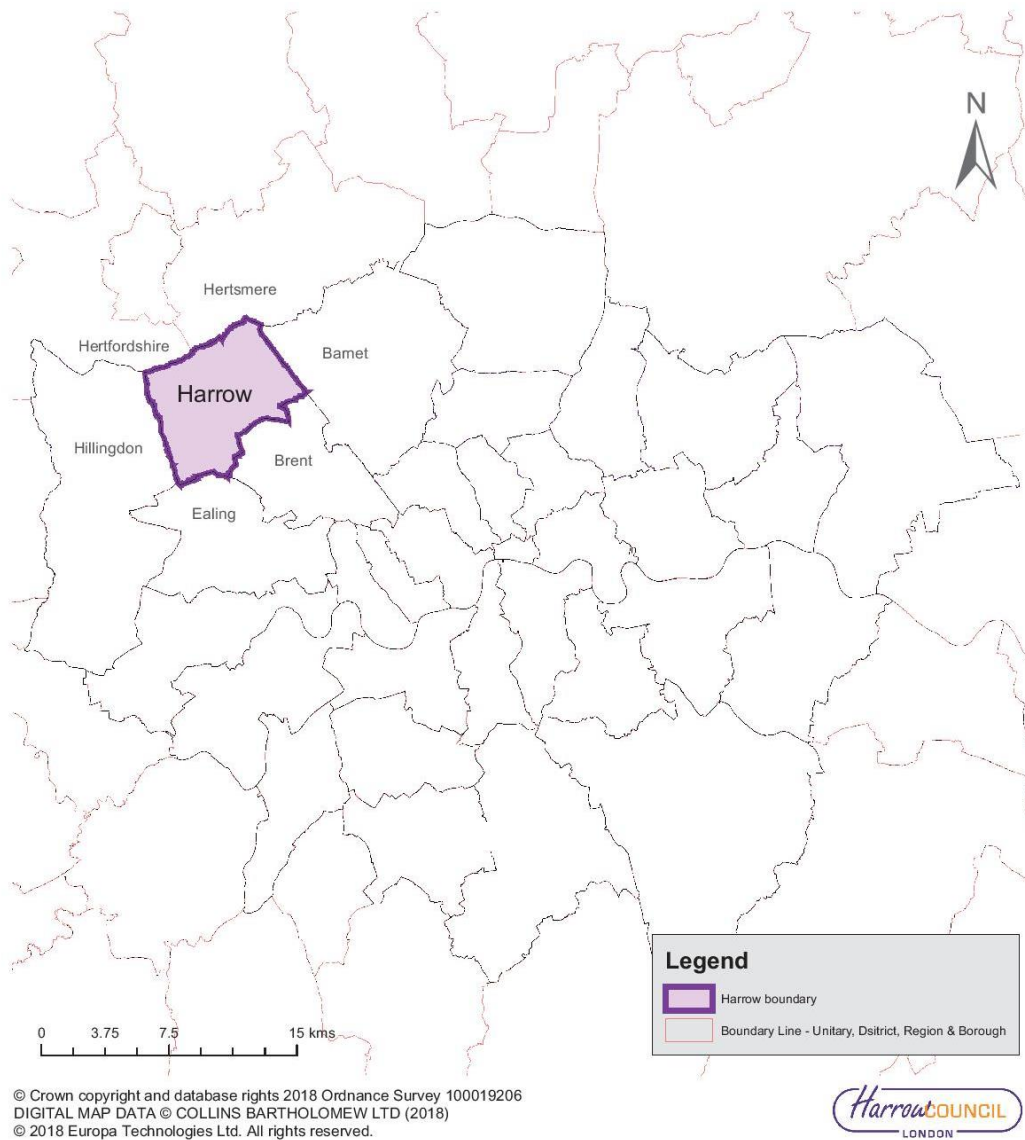 N
Hertsmere
Hertfordshire
Barnet
Harrow
Hillingdon
Brent
Ealing
Legend
Harrow boundary
Boundary Line - Unitary, Dsitrict, Region & Borough
0 3.75 7.5 15 kms
© Crown copyright and database rights 2018 Ordnance Survey 100019206
DIGITAL MAP DATA © COLLINS BARTHOLOMEW LTD (2018)
© 2018 Europa Technologies Ltd. All rights reserved.
Harrow COUNCIL
LONDON